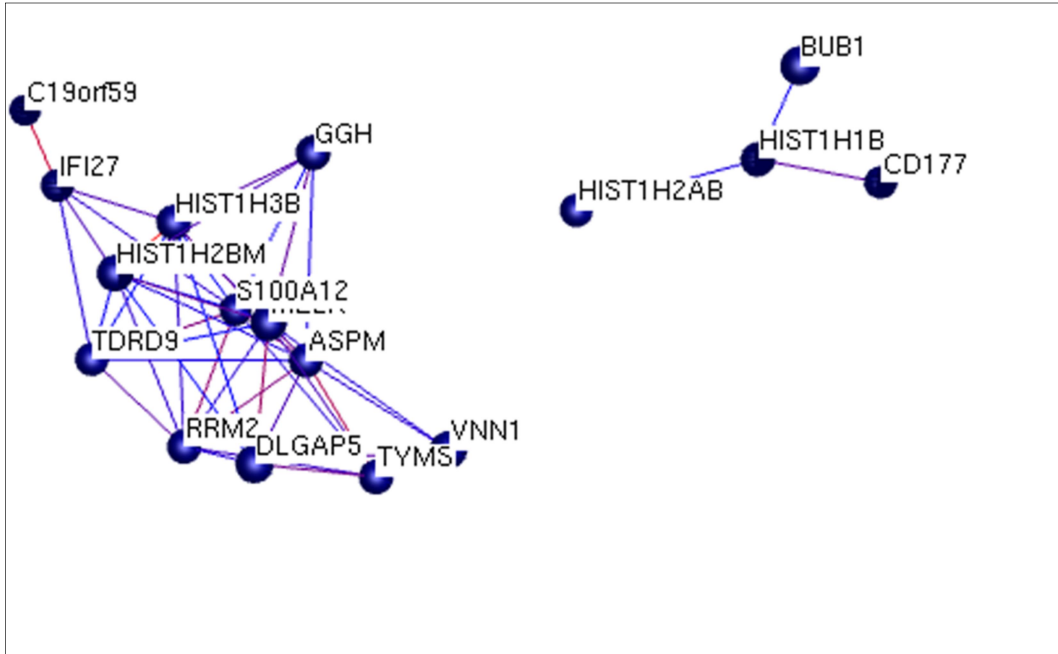 BUB1
C19orf59
GGH
HIST1H1B
IFI27
CD177
HIST1H2AB
HIST1H3B
HIST1H2BM
S100A12
TDRD9
ASPM
RRM2
VNN1
DLGAP5
TYMS